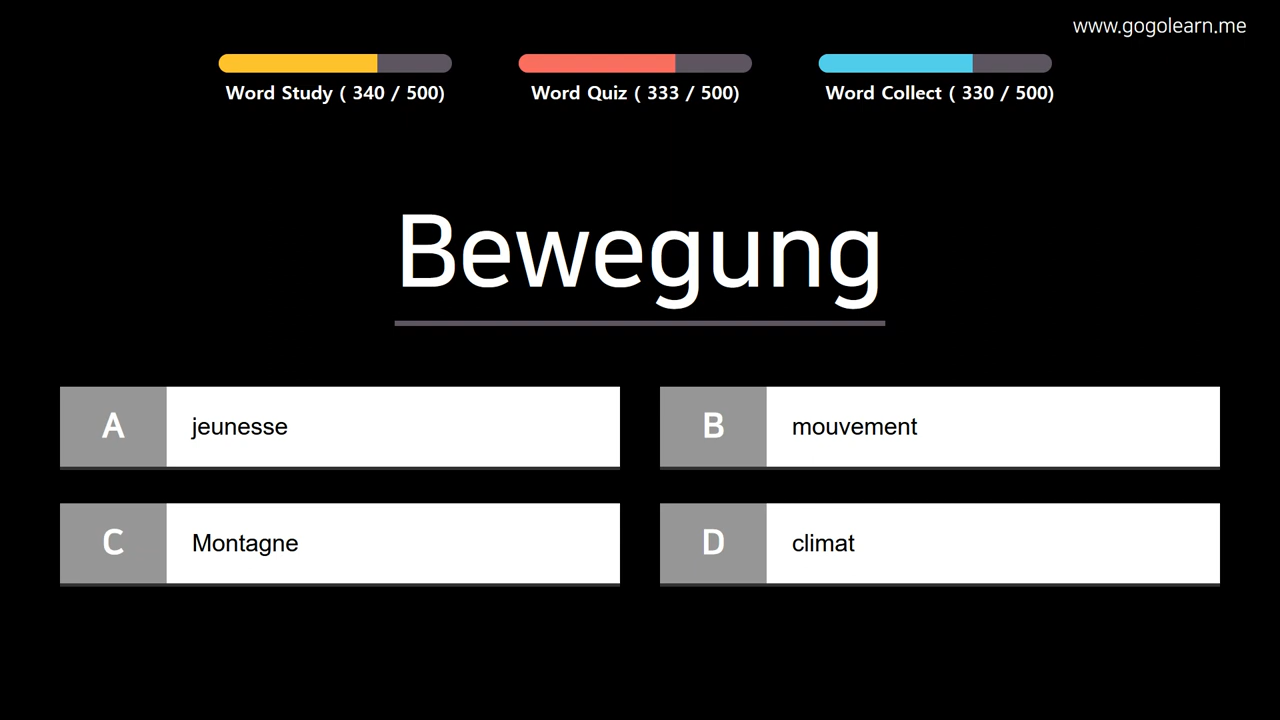 www.gogolearn.me
Word Study ( 340 / 500)
Word Quiz ( 333 / 500)
Word Collect ( 330 / 500)
Bewegung
A jeunesse
B mouvement
C Montagne
D climat